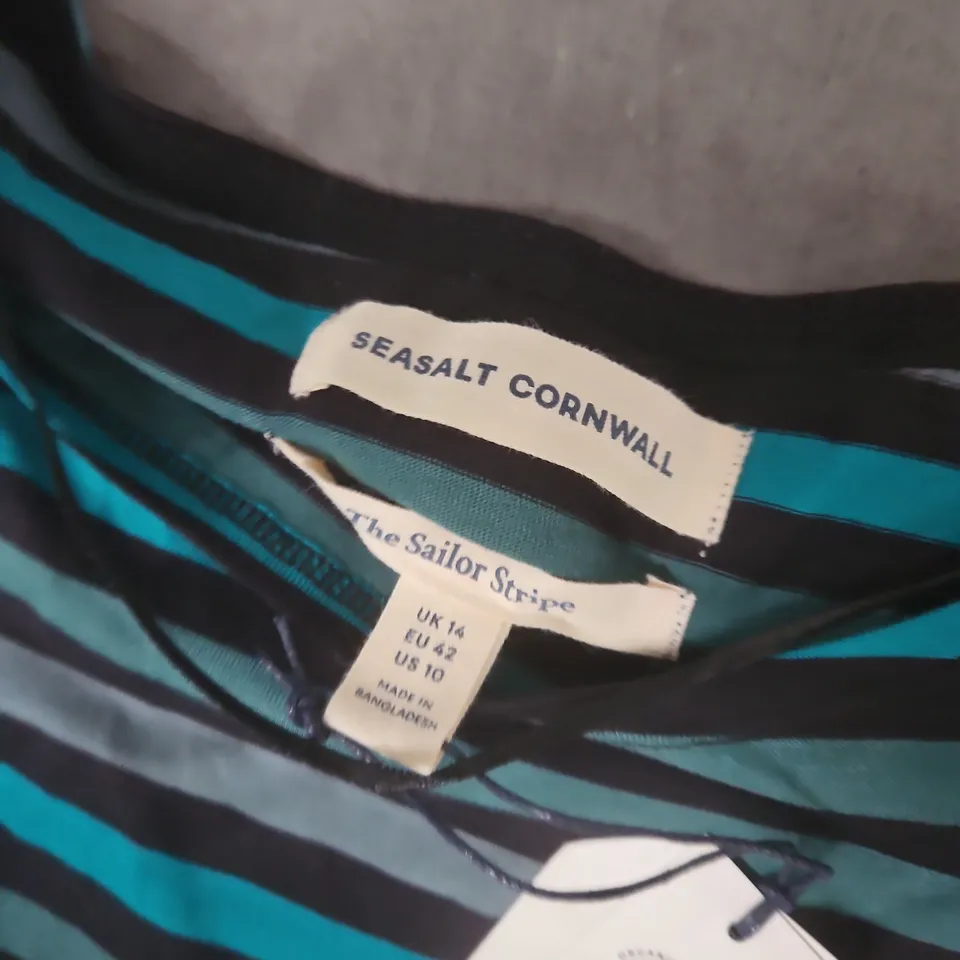 SEASALT CORNWALL
The Sailor Stripe
UK 14
EU 42
US 10
MADE IN
BANGLADESH